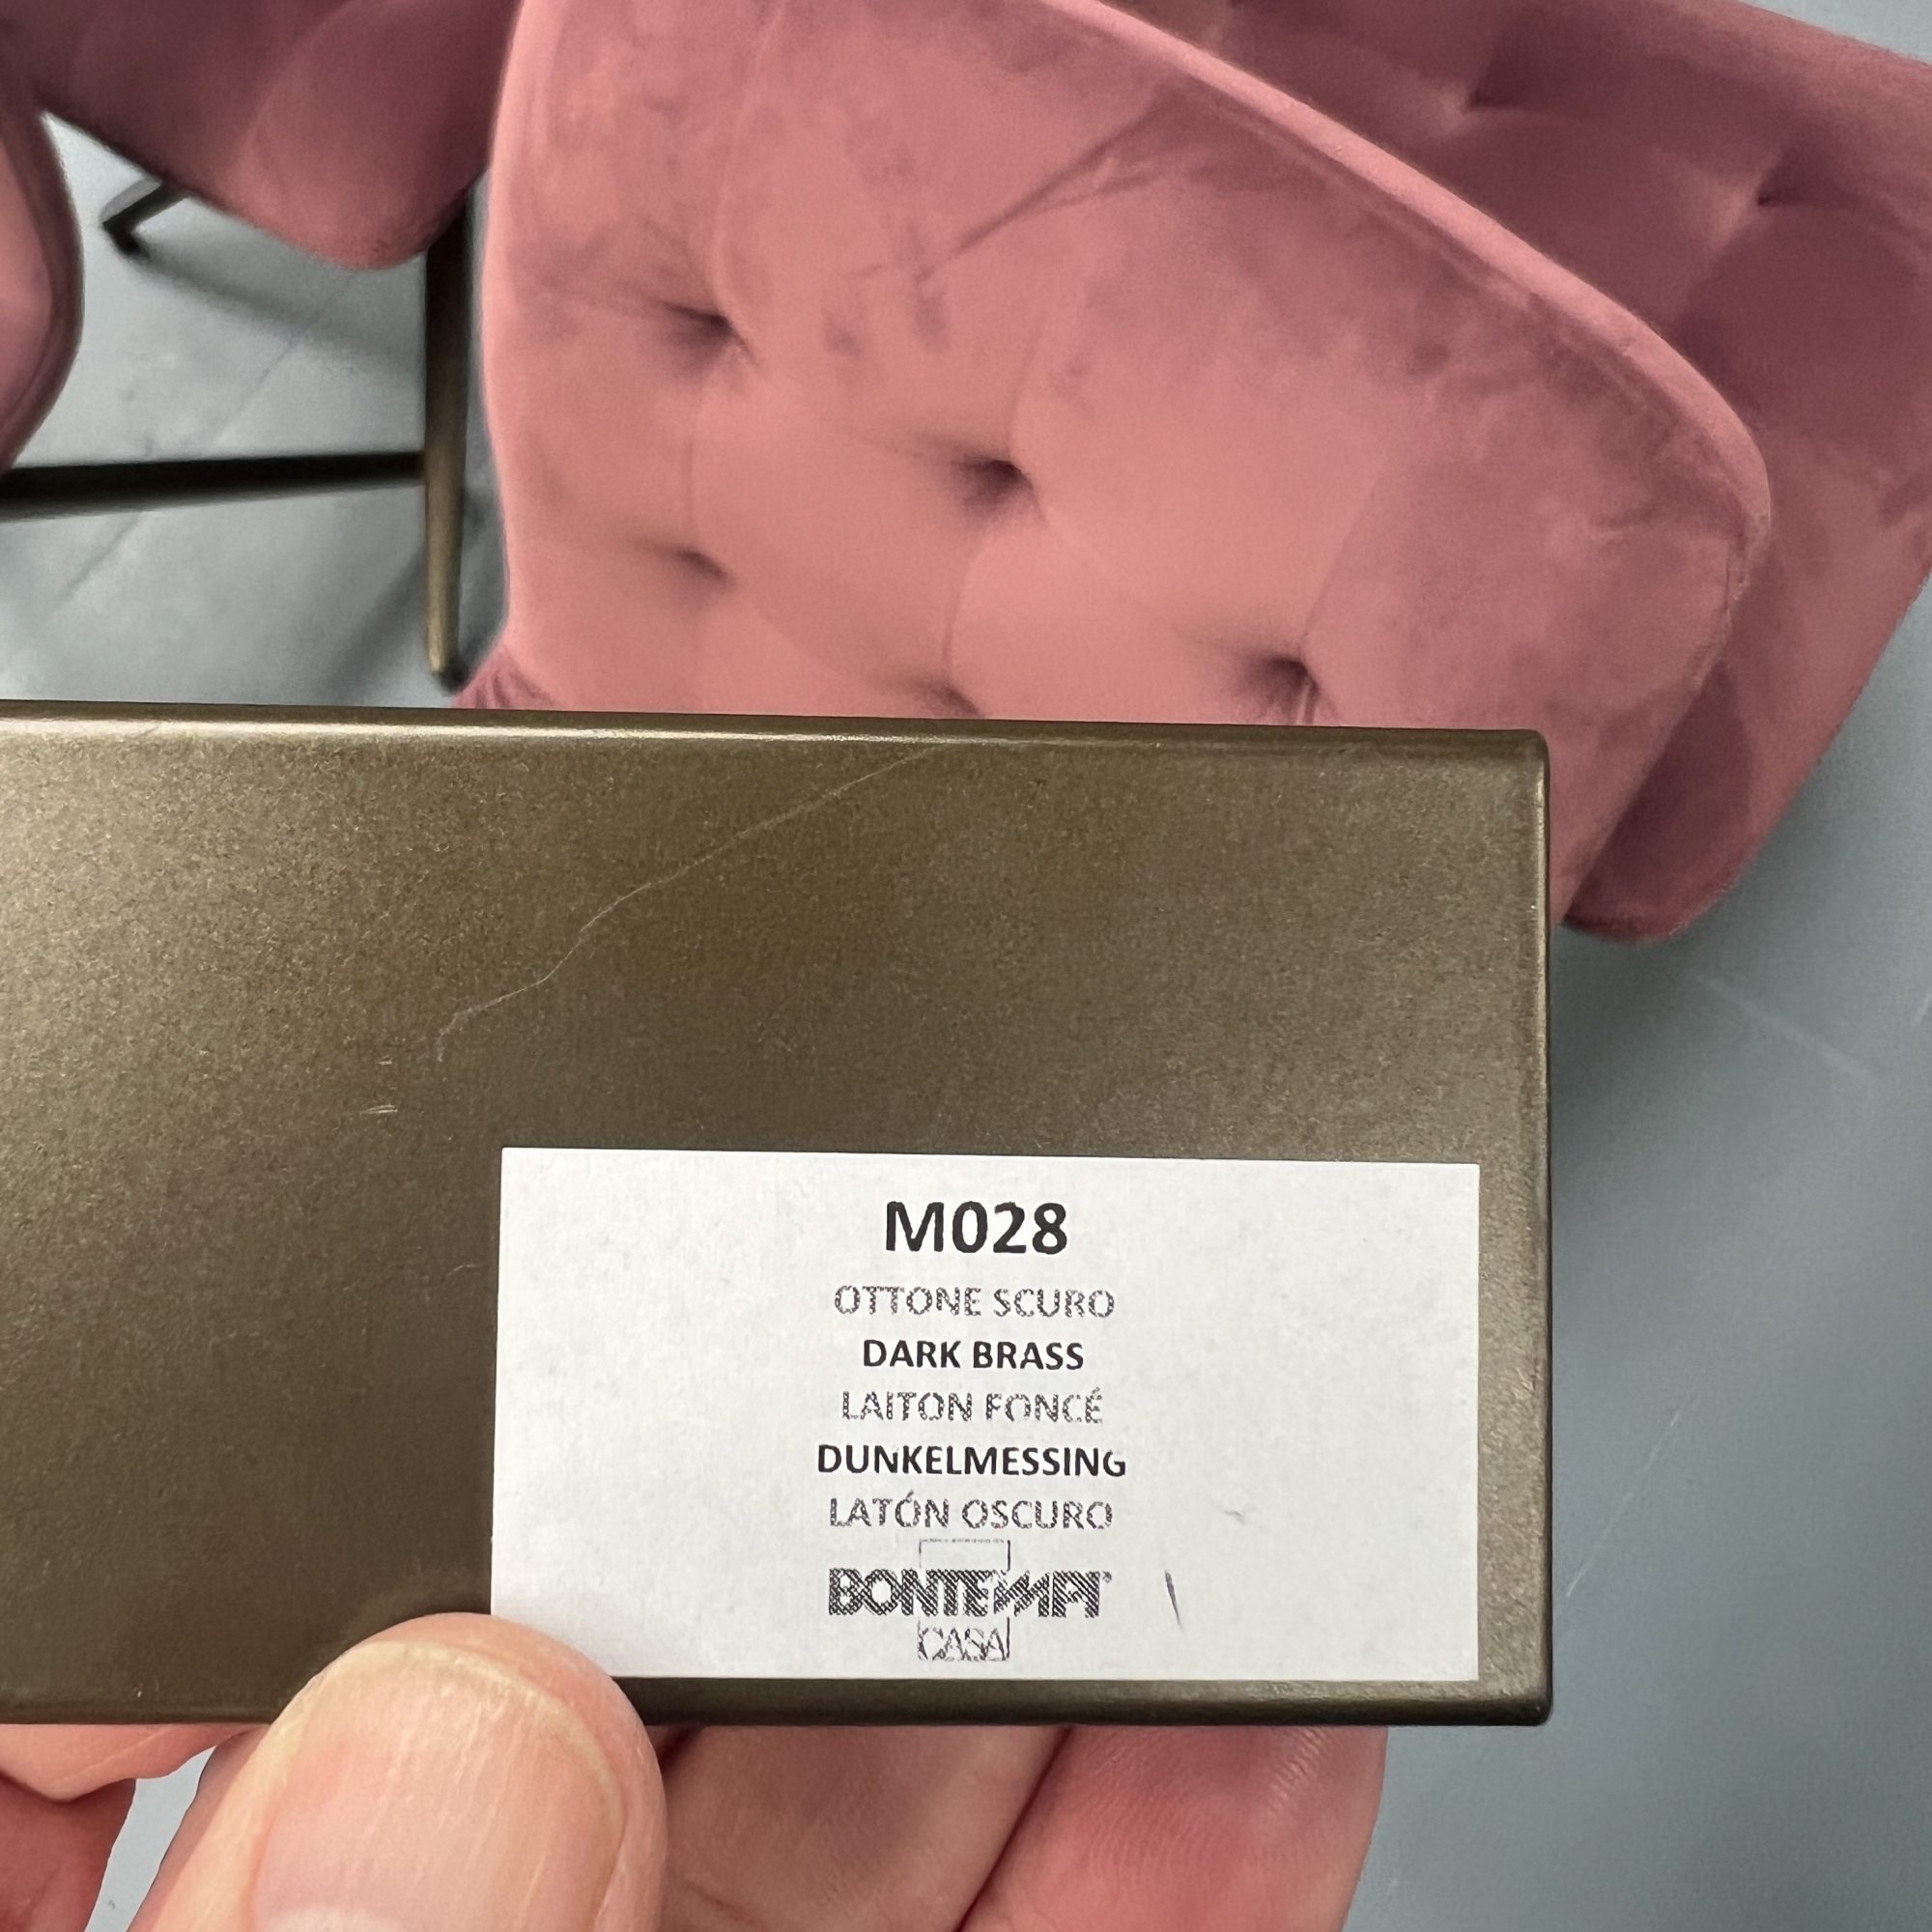 M028
OTTONE SCURO
DARK BRASS
LAITON FONCÉ
DUNKELMESSING
LATÓN OSCURO
BONTEMPI
CASA